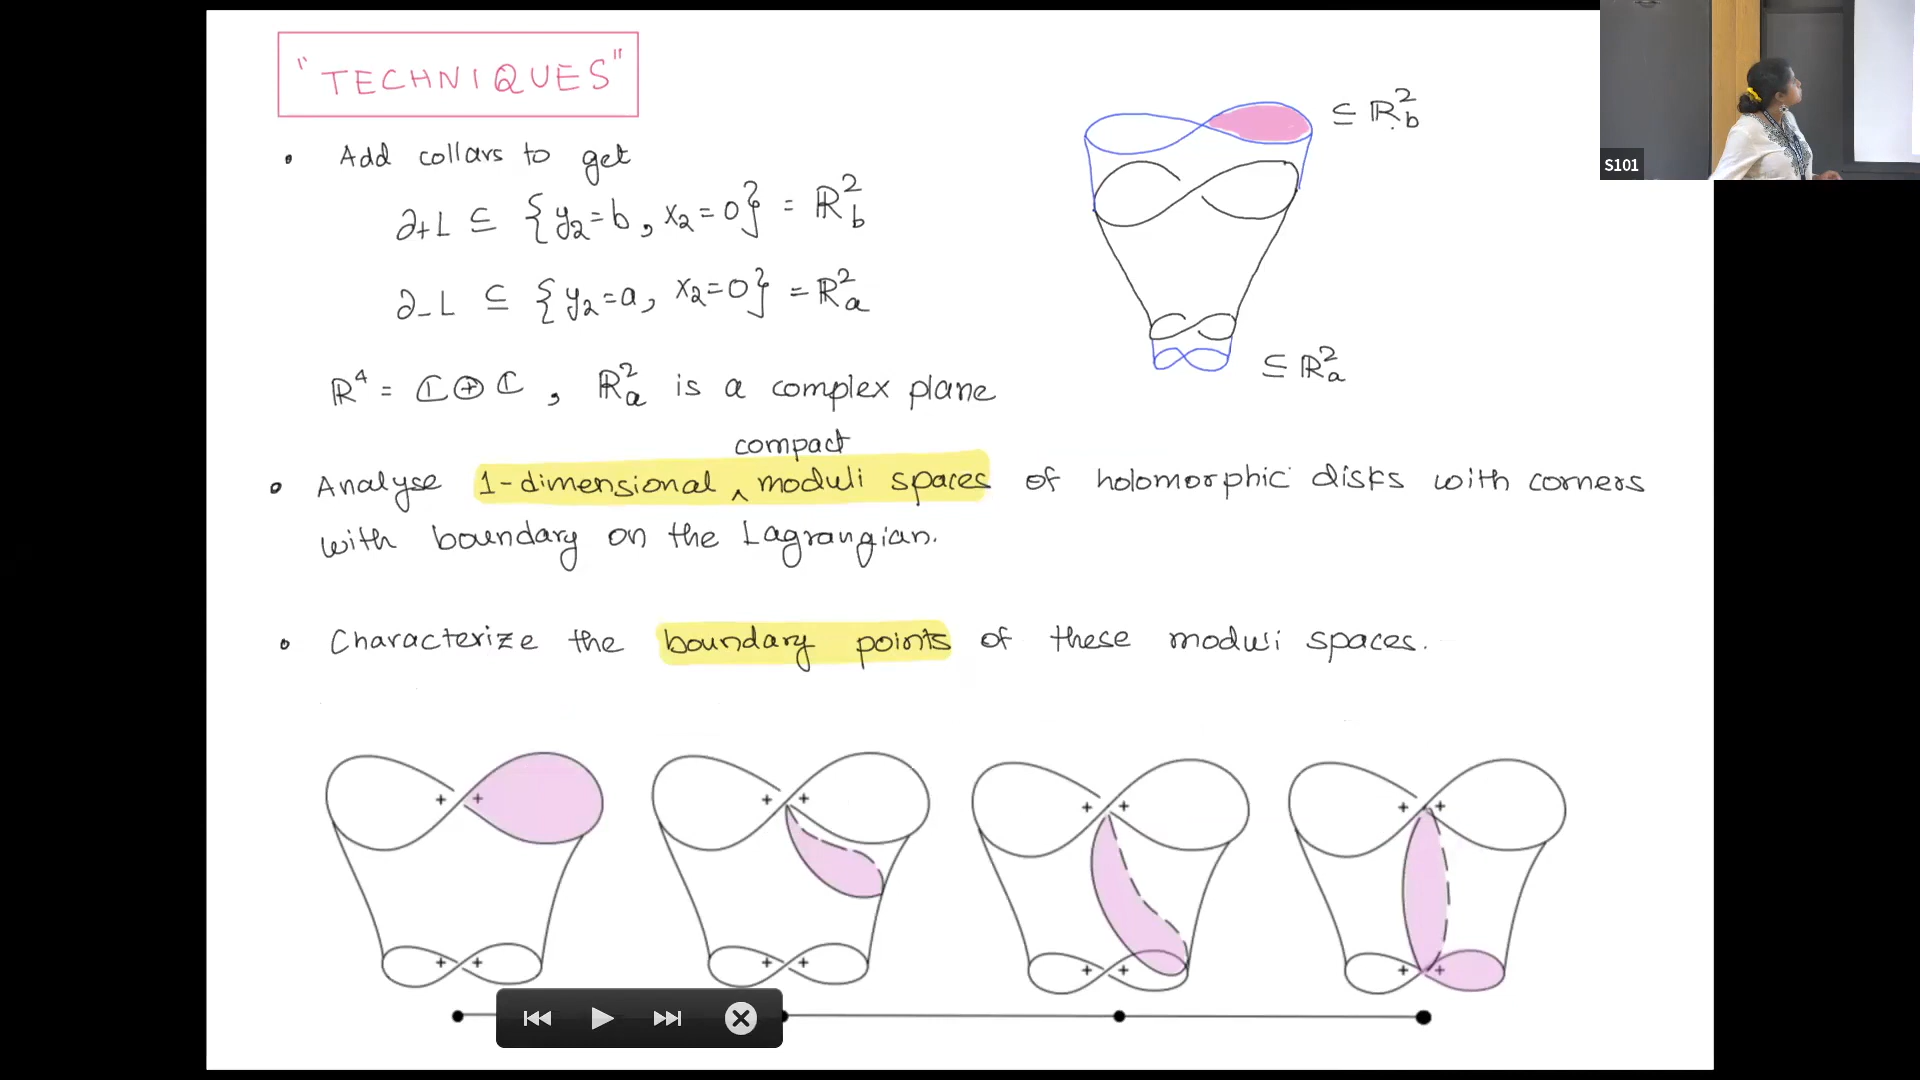 "TECHNIQUES"
• Add collars to get
∂₊L ⊆ {y₂=b, x₂=0} = ℝ²_b
∂₋L ⊆ {y₂=a, x₂=0} = ℝ²_a
ℝ⁴ = ℂ⊕ℂ, ℝ²_a is a complex plane
⊆ ℝ²_b
⊆ ℝ²_a
compact
• Analyse 1-dimensional ^ moduli spaces of holomorphic disks with corners
with boundary on the Lagrangian.
• Characterize the boundary points of these moduli spaces.
+ + + + + + + +
+ + + + + + + +
S101